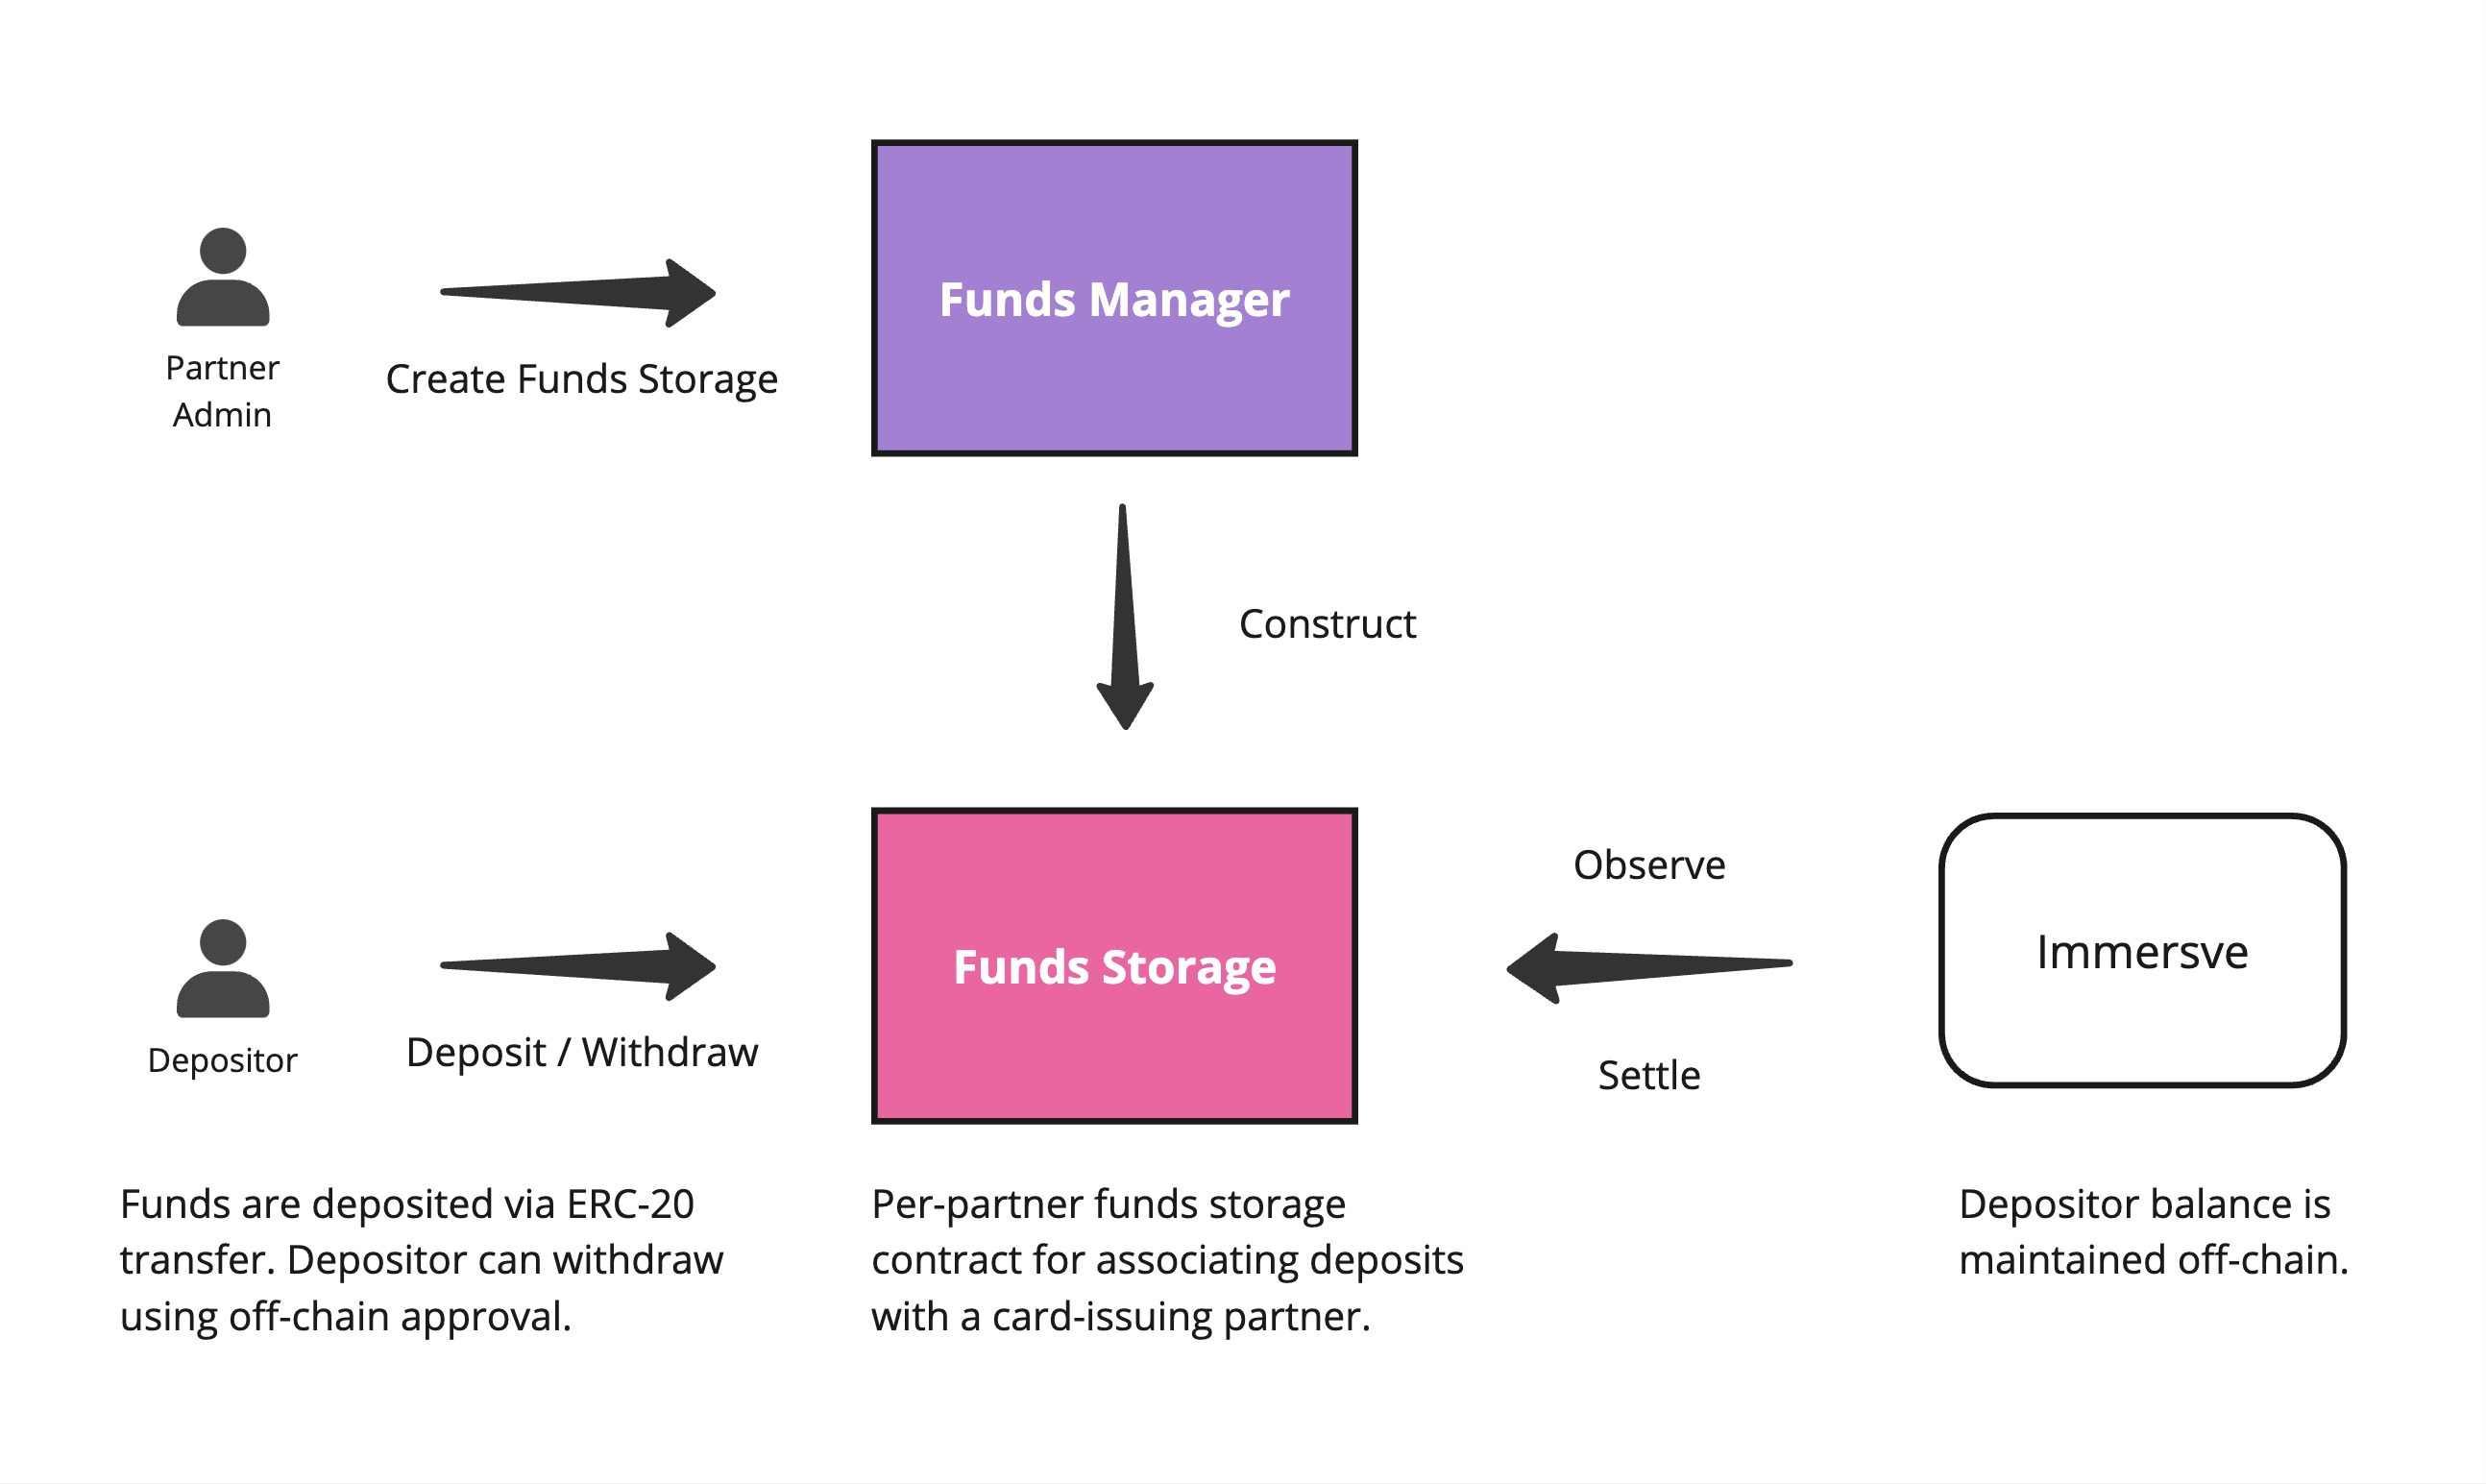 Funds Manager
Partner
Admin
Create Funds Storage
Construct
Observe
Immersve
Funds Storage
Depositor
Deposit / Withdraw
Settle
Funds are deposited via ERC-20
transfer. Depositor can withdraw
using off-chain approval.
Per-partner funds storage
contract for associating deposits
with a card-issuing partner.
Depositor balance is
maintained off-chain.